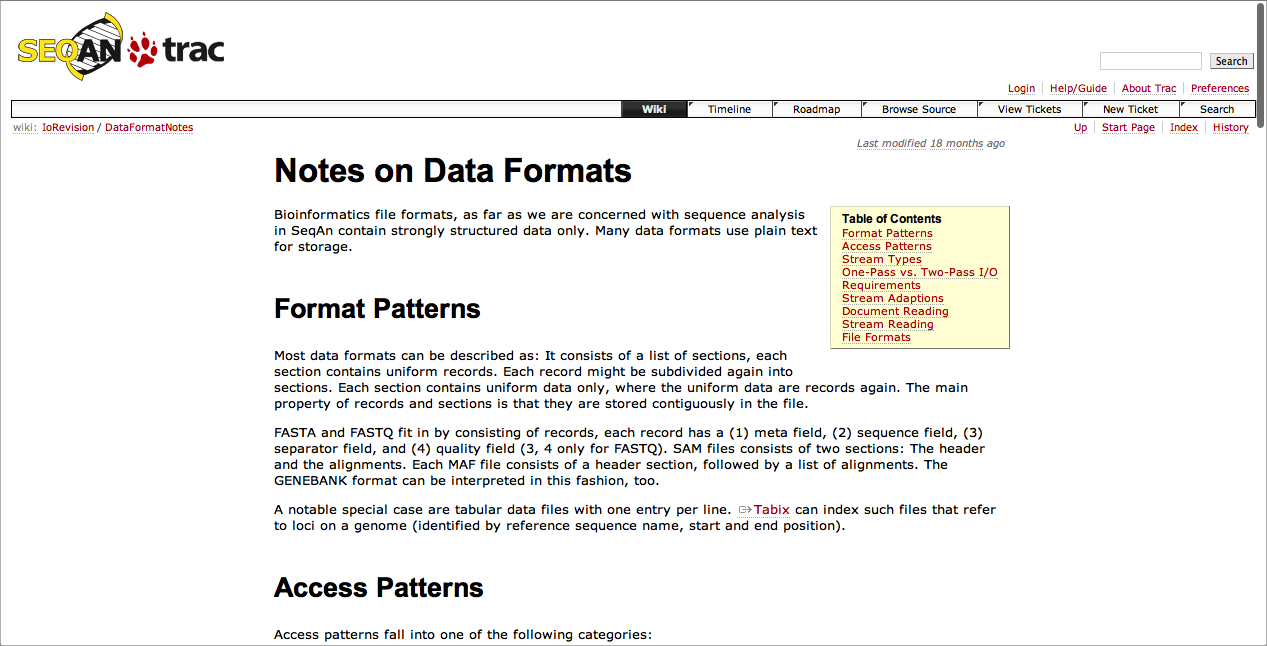 SEQAN trac
Search
Login Help/Guide About Trac Preferences
Wiki Timeline Roadmap Browse Source View Tickets New Ticket Search
wiki: IoRevision / DataFormatNotes
Up Start Page Index History
Last modified 18 months ago
Notes on Data Formats
Bioinformatics file formats, as far as we are concerned with sequence analysis
in SeqAn contain strongly structured data only. Many data formats use plain text
for storage.
Table of Contents
Format Patterns
Access Patterns
Stream Types
One-Pass vs. Two-Pass I/O
Requirements
Stream Adaptions
Document Reading
Stream Reading
File Formats
Format Patterns
Most data formats can be described as: It consists of a list of sections, each
section contains uniform records. Each record might be subdivided again into
sections. Each section contains uniform data only, where the uniform data are records again. The main
property of records and sections is that they are stored contiguously in the file.
FASTA and FASTQ fit in by consisting of records, each record has a (1) meta field, (2) sequence field, (3)
separator field, and (4) quality field (3, 4 only for FASTQ). SAM files consists of two sections: The header
and the alignments. Each MAF file consists of a header section, followed by a list of alignments. The
GENEBANK format can be interpreted in this fashion, too.
A notable special case are tabular data files with one entry per line. Tabix can index such files that refer
to loci on a genome (identified by reference sequence name, start and end position).
Access Patterns
Access patterns fall into one of the following categories: